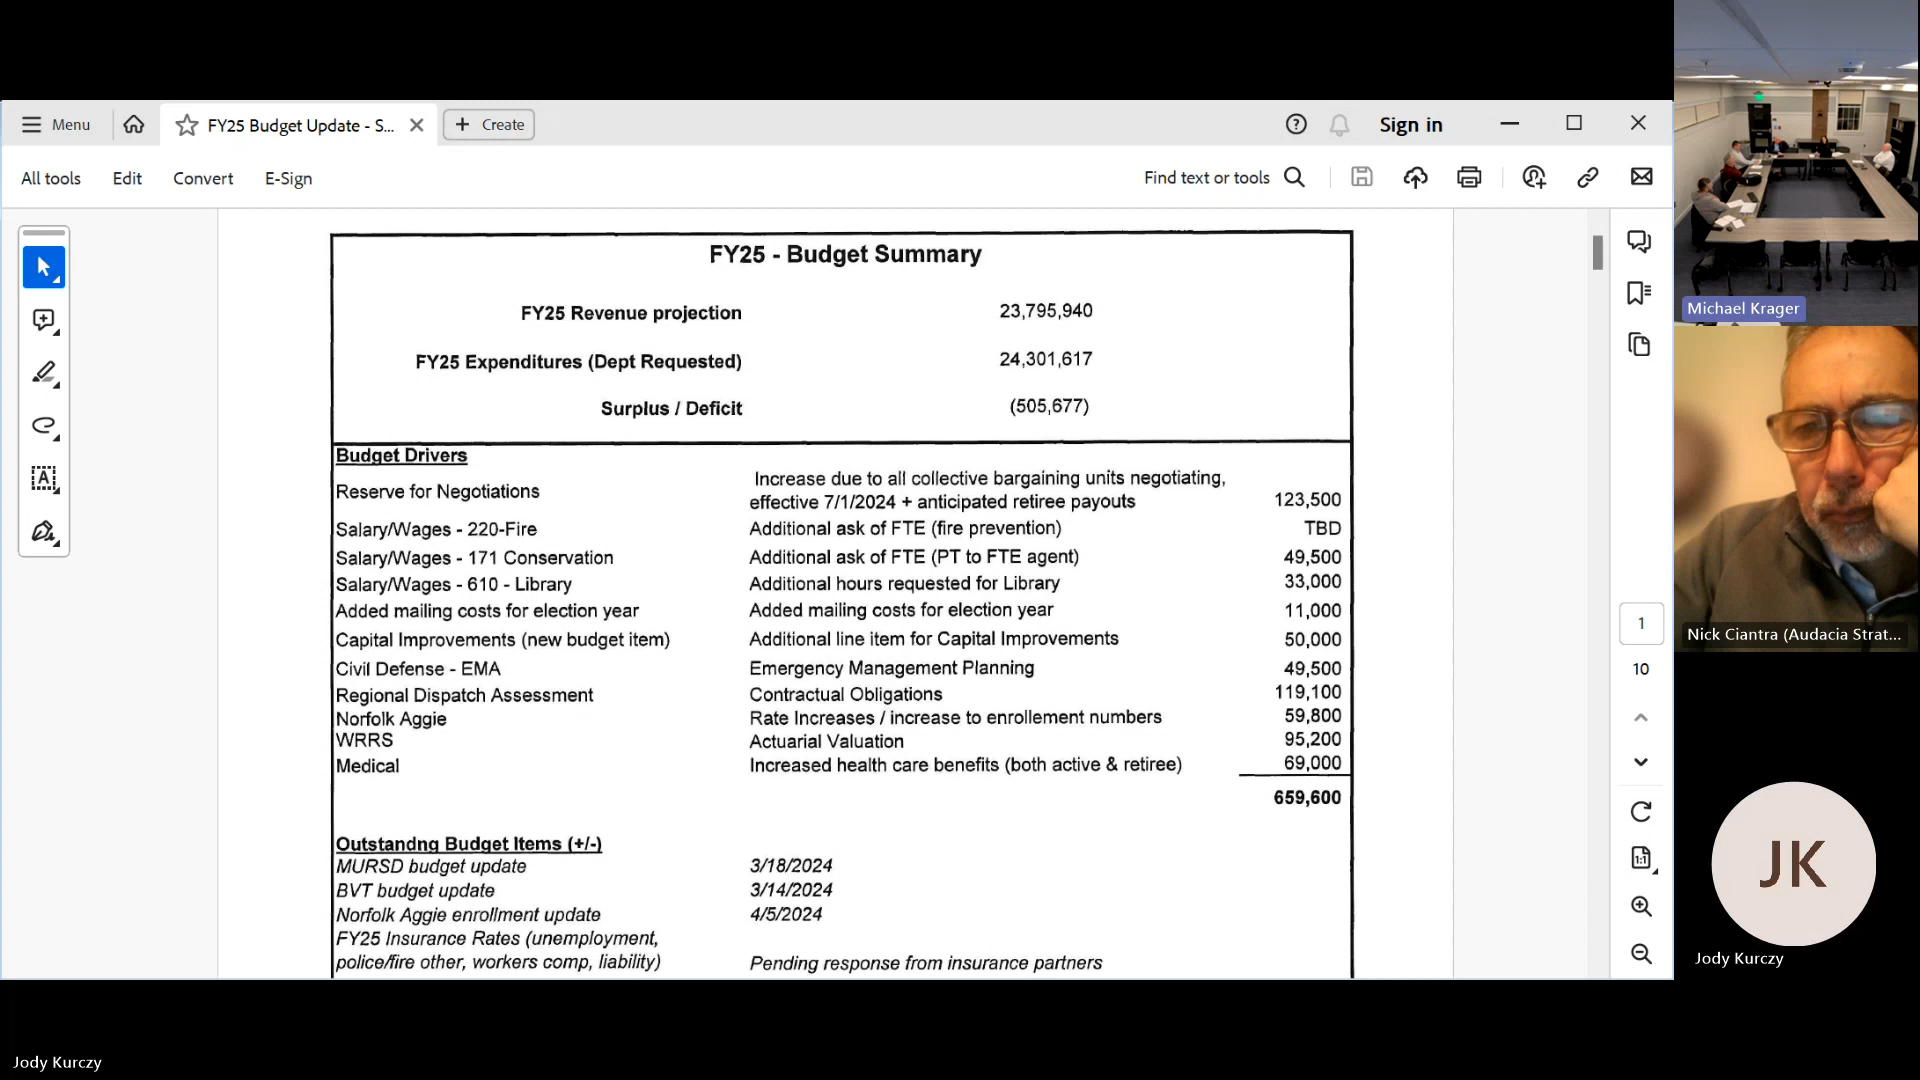 Menu
FY25 Budget Update - S...
Create
Sign in
All tools
Edit
Convert
E-Sign
Find text or tools
FY25 - Budget Summary
FY25 Revenue projection 23,795,940
FY25 Expenditures (Dept Requested) 24,301,617
Surplus / Deficit (505,677)
Budget Drivers
Reserve for Negotiations Increase due to all collective bargaining units negotiating,
effective 7/1/2024 + anticipated retiree payouts 123,500
Salary/Wages - 220-Fire Additional ask of FTE (fire prevention) TBD
Salary/Wages - 171 Conservation Additional ask of FTE (PT to FTE agent) 49,500
Salary/Wages - 610 - Library Additional hours requested for Library 33,000
Added mailing costs for election year Added mailing costs for election year 11,000
Capital Improvements (new budget item) Additional line item for Capital Improvements 50,000
Civil Defense - EMA Emergency Management Planning 49,500
Regional Dispatch Assessment Contractual Obligations 119,100
Norfolk Aggie Rate Increases / increase to enrollement numbers 59,800
WRRS Actuarial Valuation 95,200
Medical Increased health care benefits (both active & retiree) 69,000
659,600
Outstandng Budget Items (+/-)
MURSD budget update 3/18/2024
BVT budget update 3/14/2024
Norfolk Aggie enrollment update 4/5/2024
FY25 Insurance Rates (unemployment,
police/fire other, workers comp, liability) Pending response from insurance partners
1
10
1:1
Michael Krager
Nick Ciantra (Audacia Strat...
JK
Jody Kurczy
Jody Kurczy